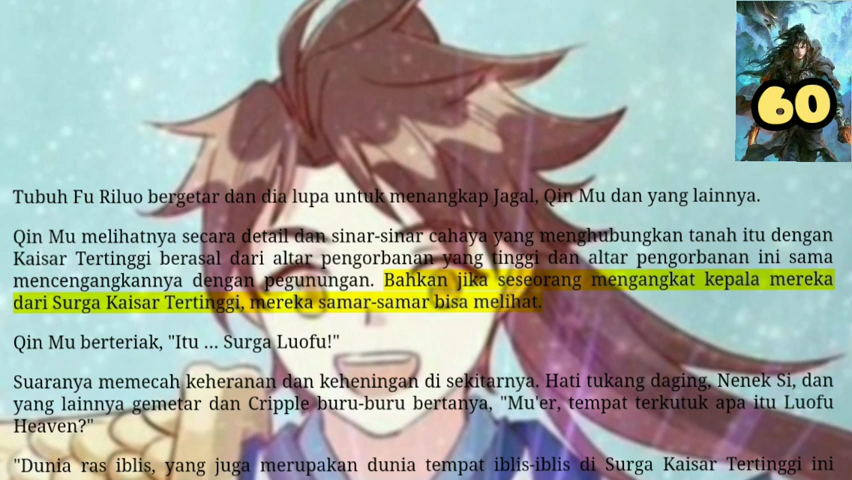 60
Tubuh Fu Riluo bergetar dan dia lupa untuk menangkap Jagal, Qin Mu dan yang lainnya.
Qin Mu melihatnya secara detail dan sinar-sinar cahaya yang menghubungkan tanah itu dengan
Kaisar Tertinggi berasal dari altar pengorbanan yang tinggi dan altar pengorbanan ini sama
mencengangkannya dengan pegunungan. Bahkan jika seseorang mengangkat kepala mereka
dari Surga Kaisar Tertinggi, mereka samar-samar bisa melihat.
Qin Mu berteriak, "Itu ... Surga Luofu!"
Suaranya memecah keheranan dan keheningan di sekitarnya. Hati tukang daging, Nenek Si, dan
yang lainnya gemetar dan Cripple buru-buru bertanya, "Mu'er, tempat terkutuk apa itu Luofu
Heaven?"
"Dunia ras iblis, yang juga merupakan dunia tempat iblis-iblis di Surga Kaisar Tertinggi ini